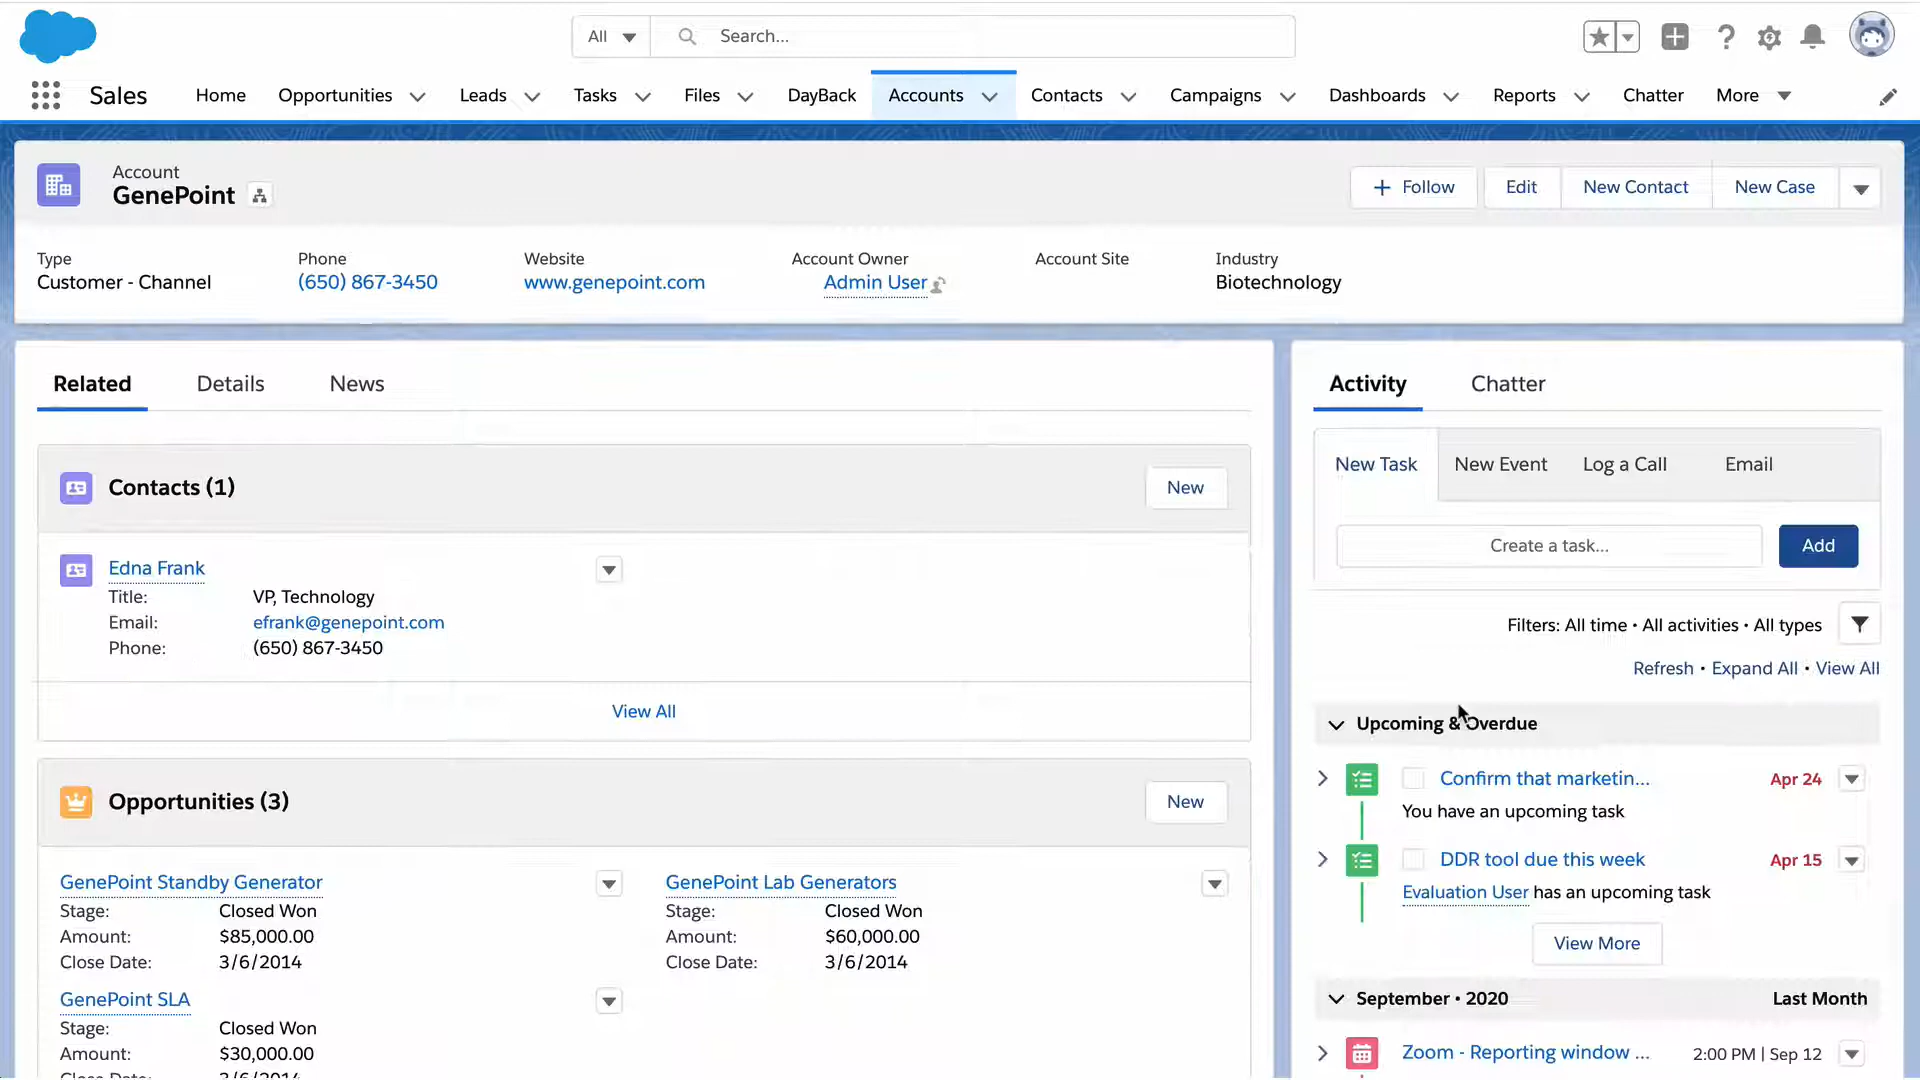 All
Search...
Sales
Home
Opportunities
Leads
Tasks
Files
DayBack
Accounts
Contacts
Campaigns
Dashboards
Reports
Chatter
More
Account
GenePoint
Follow
Edit
New Contact
New Case
Type
Customer - Channel
Phone
(650) 867-3450
Website
www.genepoint.com
Account Owner
Admin User
Account Site
Industry
Biotechnology
Related
Details
News
Contacts (1)
New
Edna Frank
Title: VP, Technology
Email: efrank@genepoint.com
Phone: (650) 867-3450
View All
Opportunities (3)
New
GenePoint Standby Generator
Stage: Closed Won
Amount: $85,000.00
Close Date: 3/6/2014
GenePoint Lab Generators
Stage: Closed Won
Amount: $60,000.00
Close Date: 3/6/2014
GenePoint SLA
Stage: Closed Won
Amount: $30,000.00
Activity
Chatter
New Task
New Event
Log a Call
Email
Create a task...
Add
Filters: All time • All activities • All types
Refresh • Expand All • View All
Upcoming & Overdue
Confirm that marketin... Apr 24
You have an upcoming task
DDR tool due this week Apr 15
Evaluation User has an upcoming task
View More
September • 2020 Last Month
Zoom - Reporting window ... 2:00 PM | Sep 12